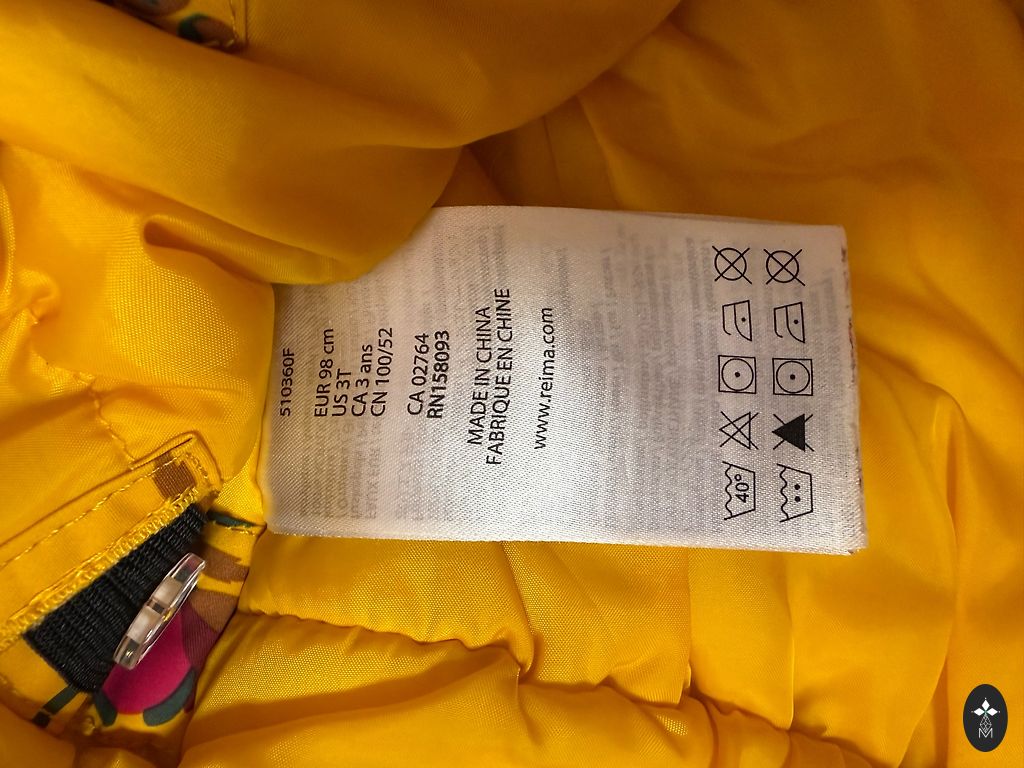 510360F
EUR 98 cm
US 3T
CA 3 ans
CN 100/52
CA 02764
RN158093
MADE IN CHINA
FABRIQUE EN CHINE
www.reima.com
40°
M